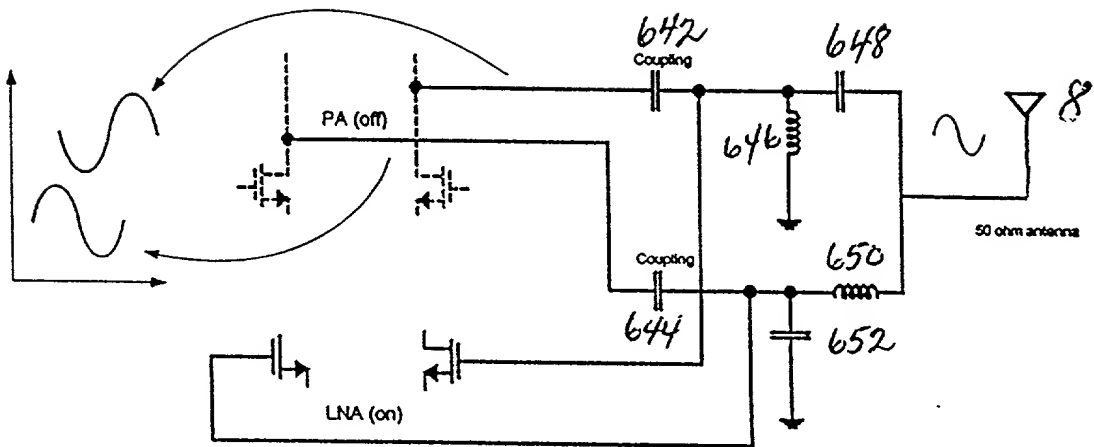 642
Coupling
648
8
PA (off)
646
50 ohm antenna
Coupling
650
644
652
LNA (on)